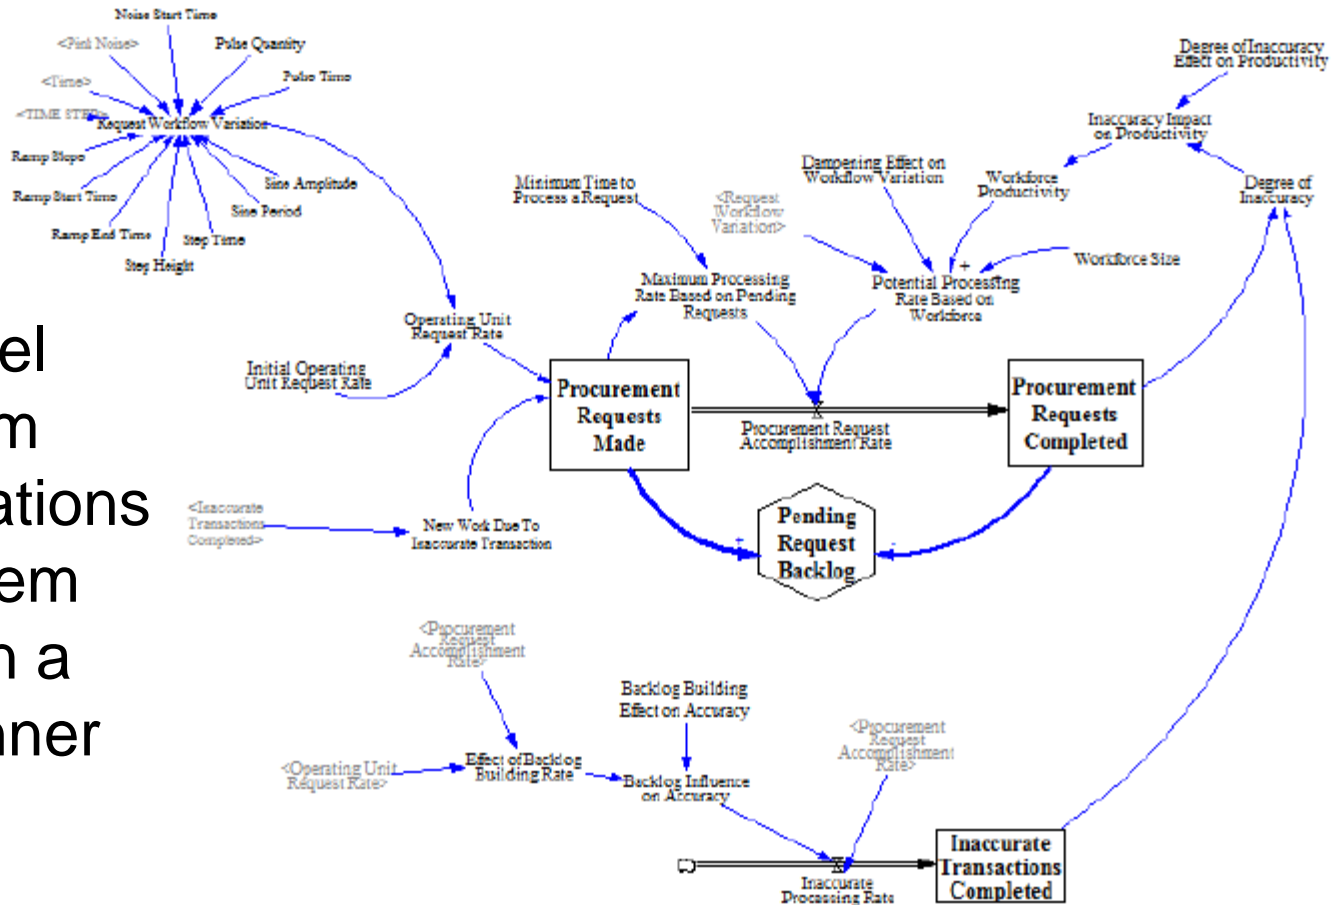 Noise Start Time
<Pink Noise>
Pulse Quantity
<Time>
Pulse Time
<TIME STEP>
Request Workflow Variation
Ramp Slope
Ramp Start Time
Sine Amplitude
Sine Period
Ramp End Time
Step Time
Step Height
Degree of Inaccuracy
Effect on Productivity
Inaccuracy Impact
on Productivity
Dampening Effect on
Workflow Variation
Workforce
Productivity
Degree of
Inaccuracy
Minimum Time to
Process a Request
<Request
Workflow
Variation>
Workforce Size
+
Maximum Processing
Rate Based on Pending
Requests
Potential Processing
Rate Based on
Workforce
Operating Unit
Request Rate
Initial Operating
Unit Request Rate
Procurement
Requests
Made
Procurement Request
Accomplishment Rate
Procurement
Requests
Completed
el
m
ations
em
n a
nner
<Inaccurate
Transactions
Completed>
New Work Due To
Inaccurate Transaction
+
Pending
Request
Backlog
-
<Procurement
Request
Accomplishment
Rate>
<Operating Unit
Request Rate>
Effect of Backlog
Building Rate
Backlog Building
Effect on Accuracy
Backlog Influence
on Accuracy
<Procurement
Request
Accomplishment
Rate>
Inaccurate
Processing Rate
Inaccurate
Transactions
Completed